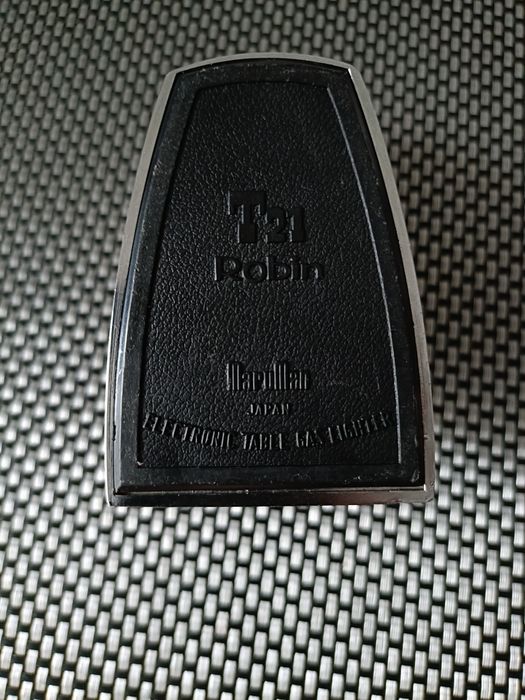 T21
Robin
MaruMan
JAPAN
ELECTRONIC TABLE GAS LIGHTER